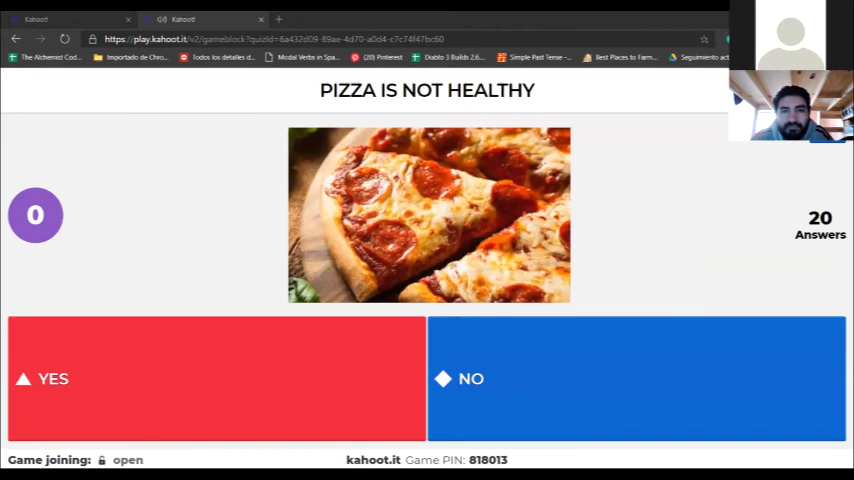 Kahoot!
Kahoot!
https://play.kahoot.it/v2/gameblock?quizId=6a432d09-89ae-4d70-a0d4-c7c74f47bc60
The Alchemist Cod...
Importado de Chro...
Todos los detalles d...
Modal Verbs in Spa...
(20) Pinterest
Diablo 3 Builds 2.6....
Simple Past Tense -...
Best Places to Farm...
Seguimiento act
PIZZA IS NOT HEALTHY
0
20
Answers
YES
NO
Game joining: open
kahoot.it Game PIN: 818013